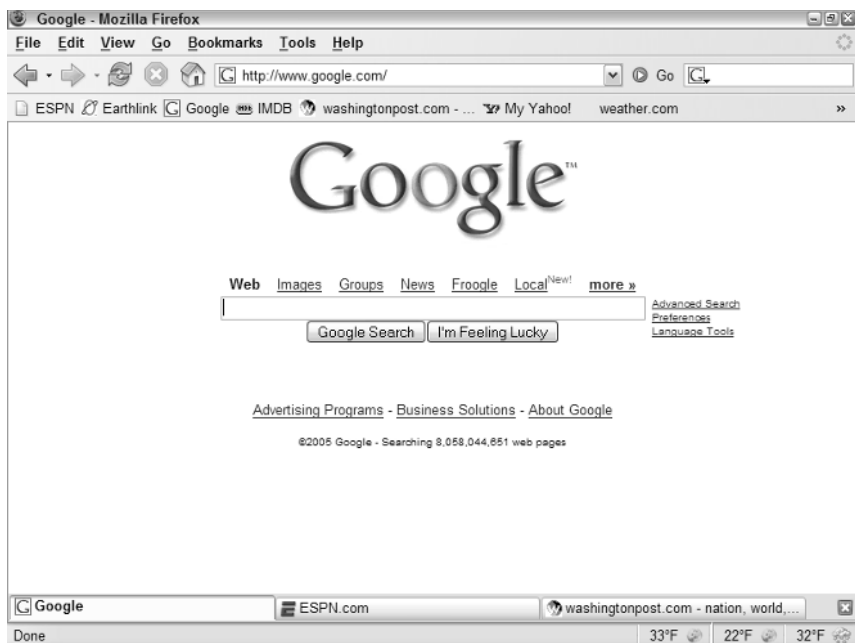 Google - Mozilla Firefox
File Edit View Go Bookmarks Tools Help
G http://www.google.com/ Go G
ESPN Earthlink G Google IMDB washingtonpost.com - ... My Yahoo! weather.com »
Google™
Web Images Groups News Froogle Local New! more »
Advanced Search
Preferences
Language Tools
Google Search I'm Feeling Lucky
Advertising Programs - Business Solutions - About Google
©2005 Google - Searching 8,058,044,651 web pages
G Google ESPN.com washingtonpost.com - nation, world,...
Done 33°F 22°F 32°F